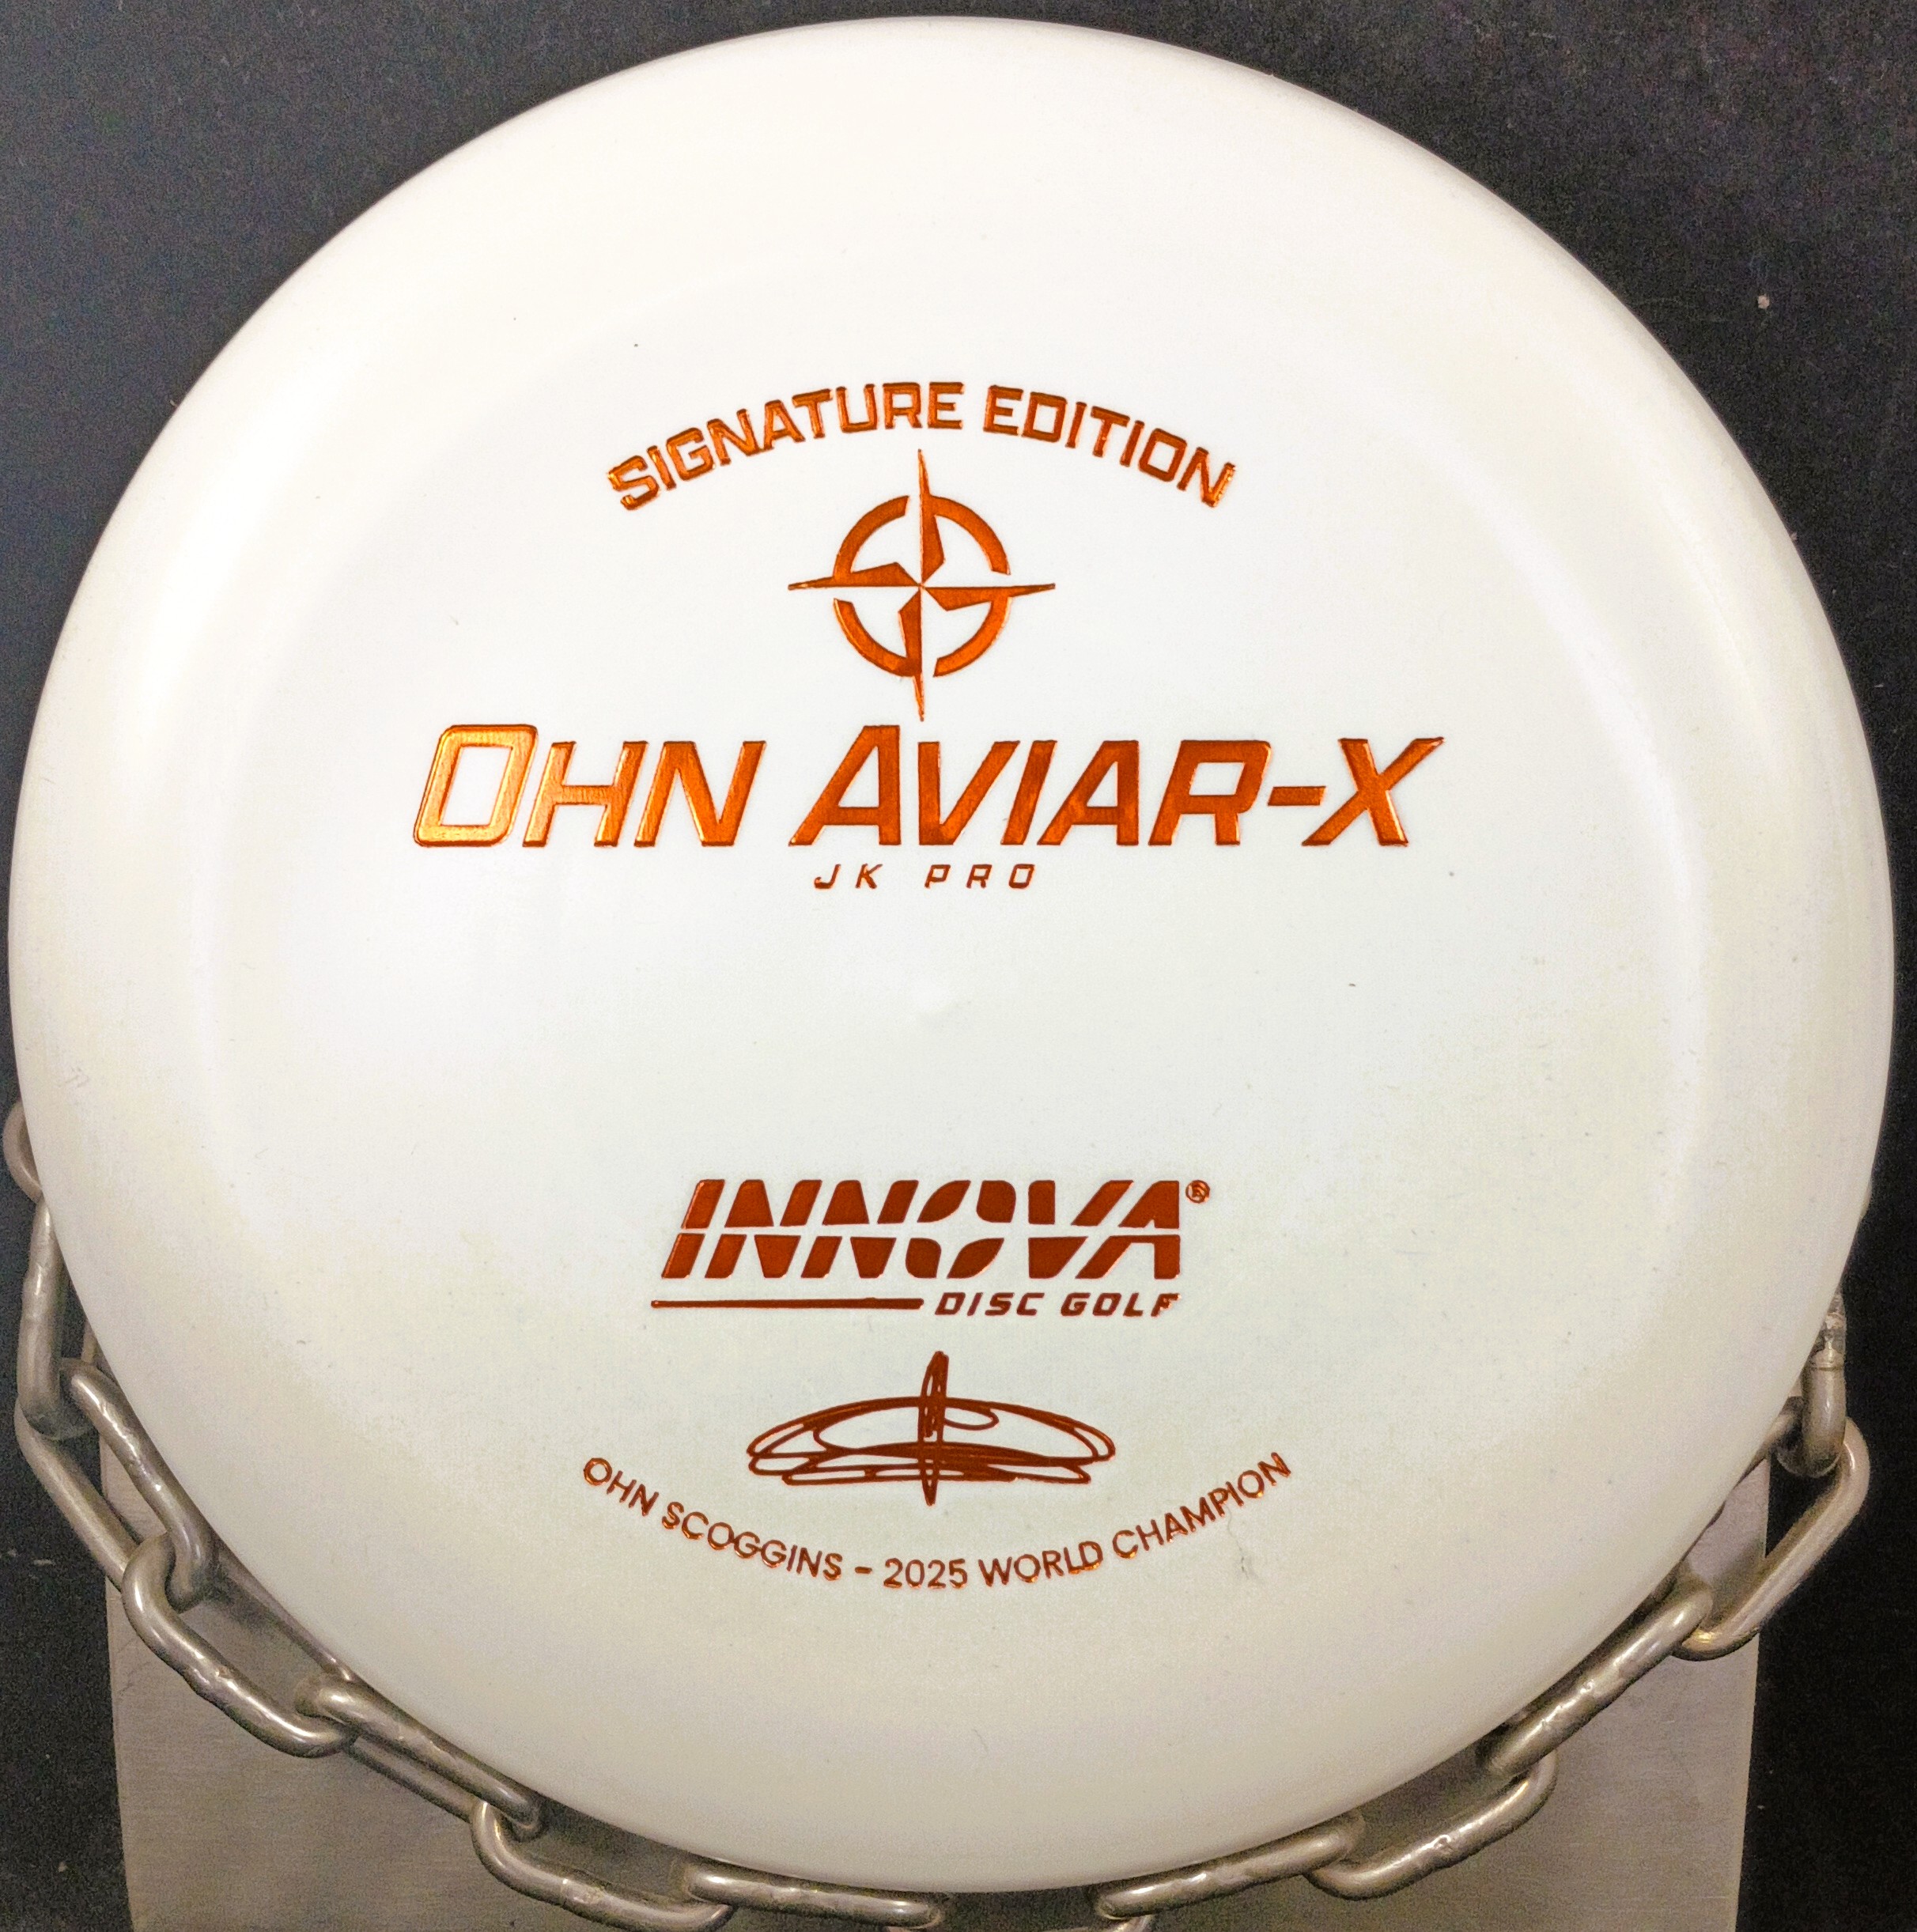 SIGNATURE EDITION
OHN AVIAR-X
JK PRO
INNOVA®
DISC GOLF
OHN SCOGGINS - 2025 WORLD CHAMPION